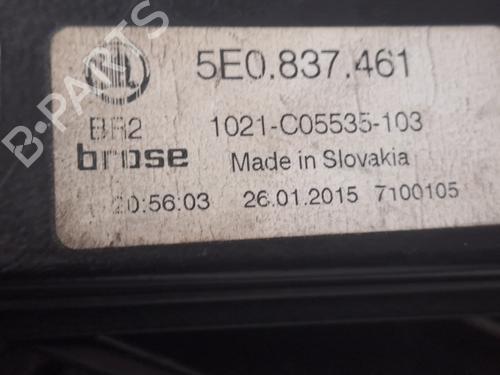 5E0.837.461
BR2 1021-C05535-103
brose Made in Slovakia
20:56:03 26.01.2015 7100105
B-PARTS